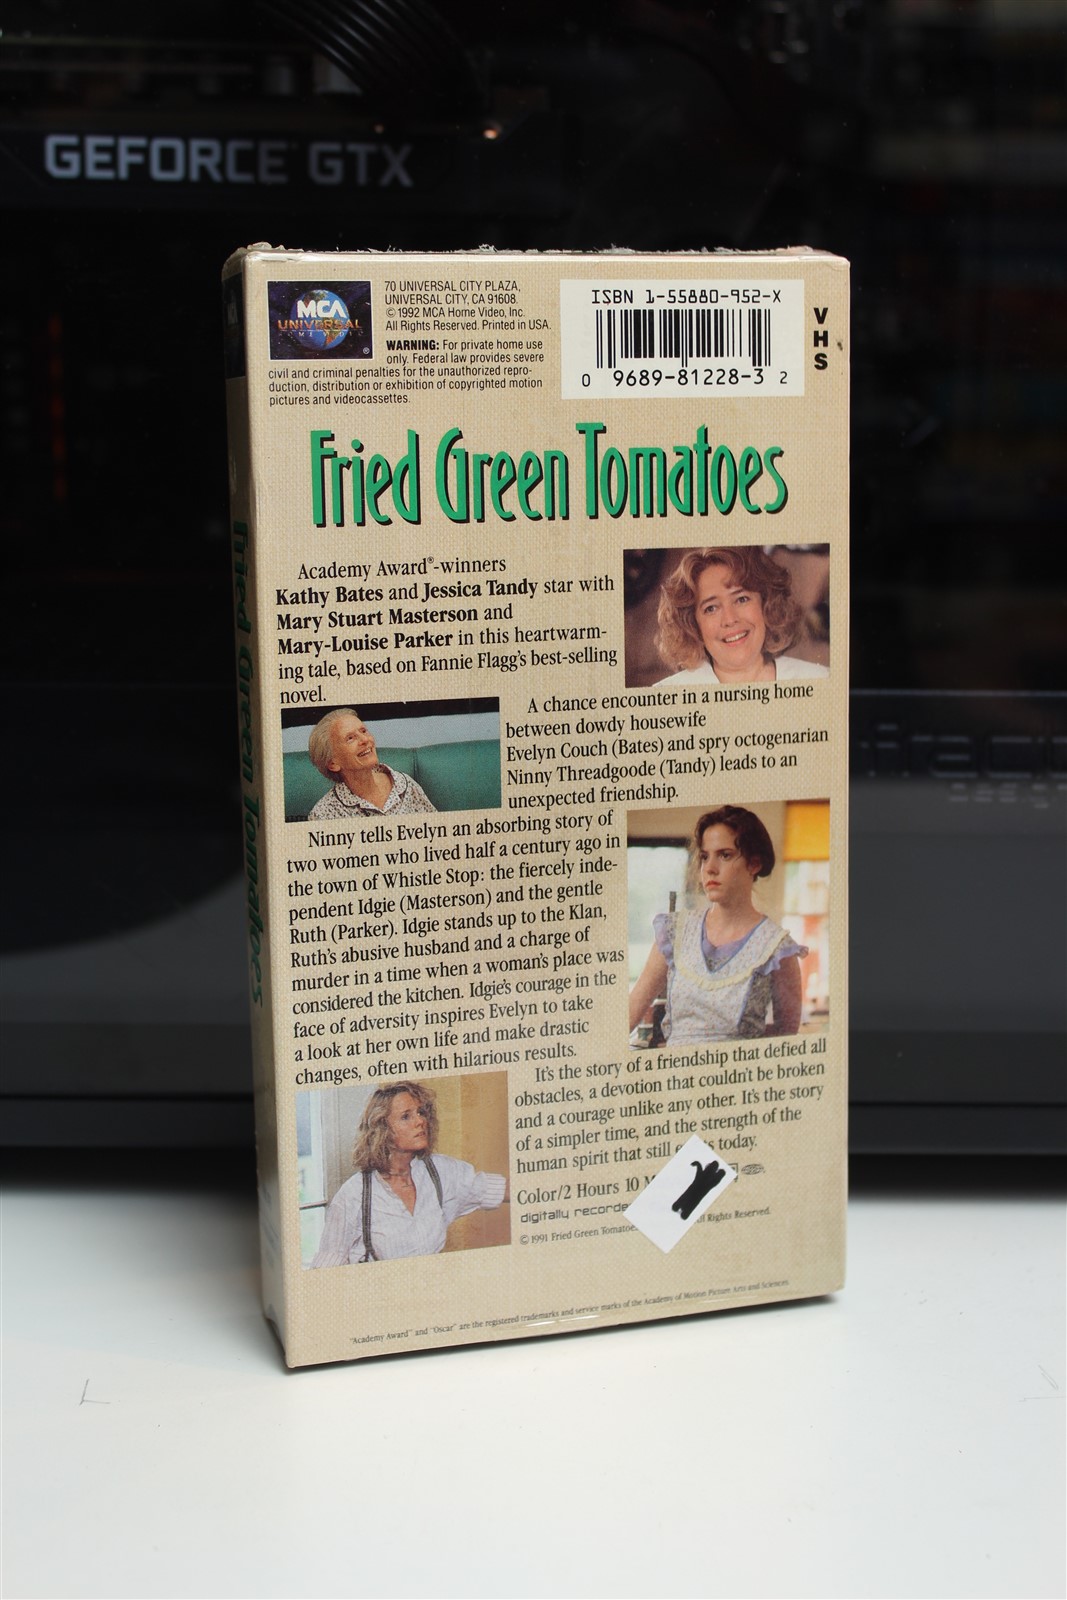 GEFORCE GTX
MCA
UNIVERSAL
HOME VIDEO
®
70 UNIVERSAL CITY PLAZA,
UNIVERSAL CITY, CA 91608.
© 1992 MCA Home Video, Inc.
All Rights Reserved. Printed in USA.
WARNING: For private home use
only. Federal law provides severe
civil and criminal penalties for the unauthorized repro-
duction, distribution or exhibition of copyrighted motion
pictures and videocassettes.
ISBN 1-55880-952-X
0 9689-81228-3 2
VHS
Fried Green Tomatoes
Fried Green Tomatoes
Academy Award®-winners
Kathy Bates and Jessica Tandy star with
Mary Stuart Masterson and
Mary-Louise Parker in this heartwarm-
ing tale, based on Fannie Flagg's best-selling
novel.
A chance encounter in a nursing home
between dowdy housewife
Evelyn Couch (Bates) and spry octogenarian
Ninny Threadgoode (Tandy) leads to an
unexpected friendship.
Ninny tells Evelyn an absorbing story of
two women who lived half a century ago in
the town of Whistle Stop: the fiercely inde-
pendent Idgie (Masterson) and the gentle
Ruth (Parker). Idgie stands up to the Klan,
Ruth's abusive husband and a charge of
murder in a time when a woman's place was
considered the kitchen. Idgie's courage in the
face of adversity inspires Evelyn to take
a look at her own life and make drastic
changes, often with hilarious results.
It's the story of a friendship that defied all
obstacles, a devotion that couldn't be broken
and a courage unlike any other. It's the story
of a simpler time, and the strength of the
human spirit that still today.
Color/2 Hours 10
digitally recorde
© 1991 Fried Green Tomatoe Rights Reserved.
"Academy Award" and "Oscar" are the registered trademarks and service marks of the Academy of Motion Picture Arts and Sciences